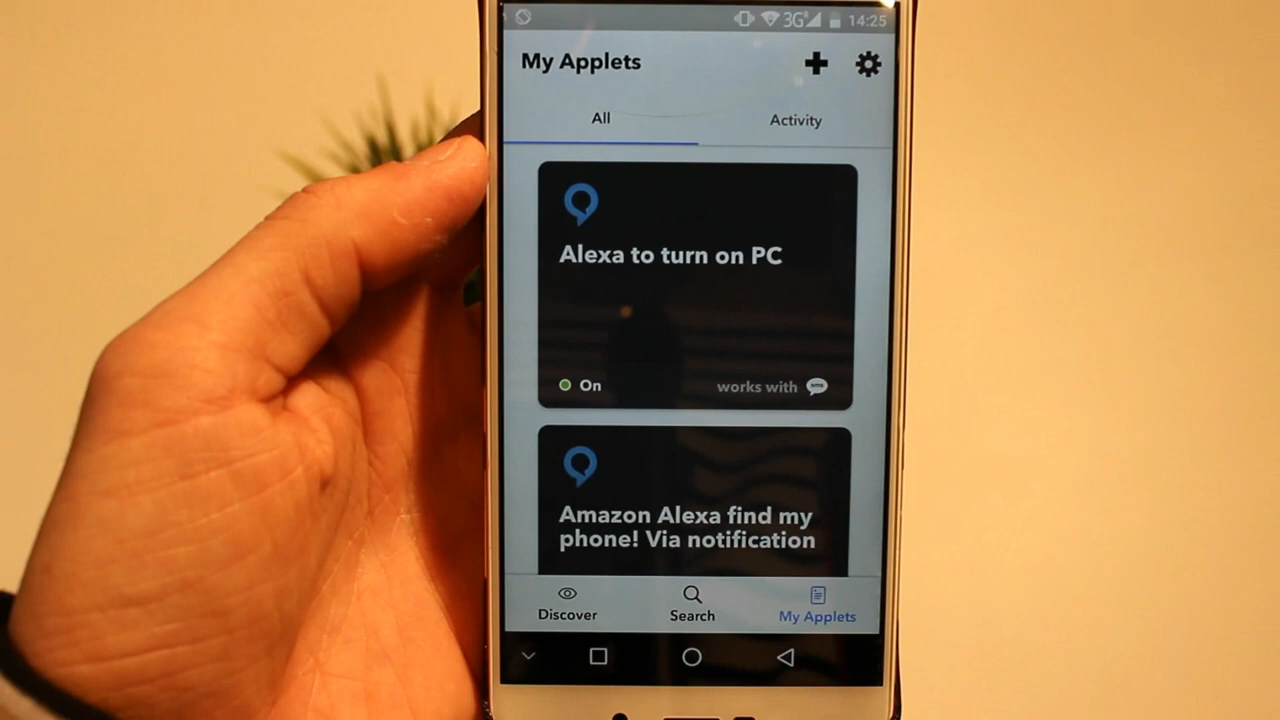 3G 14:25
My Applets
All Activity
Alexa to turn on PC
On works with sms
Amazon Alexa find my
phone! Via notification
Discover Search My Applets